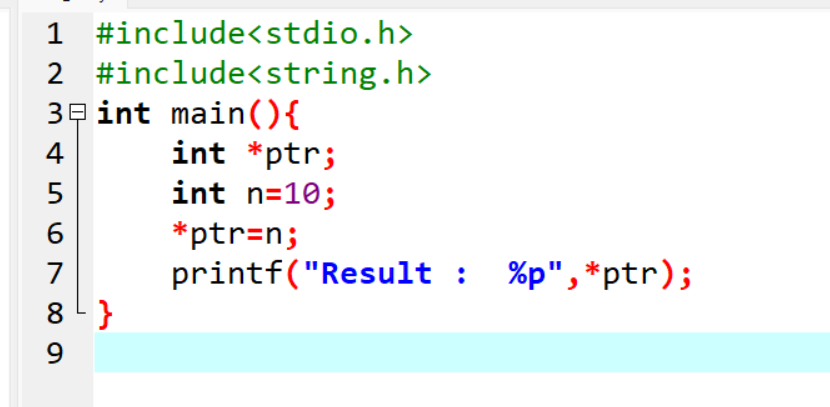 1 #include<stdio.h>
2 #include<string.h>
3 int main(){
4     int *ptr;
5     int n=10;
6     *ptr=n;
7     printf("Result :  %p",*ptr);
8 }
9